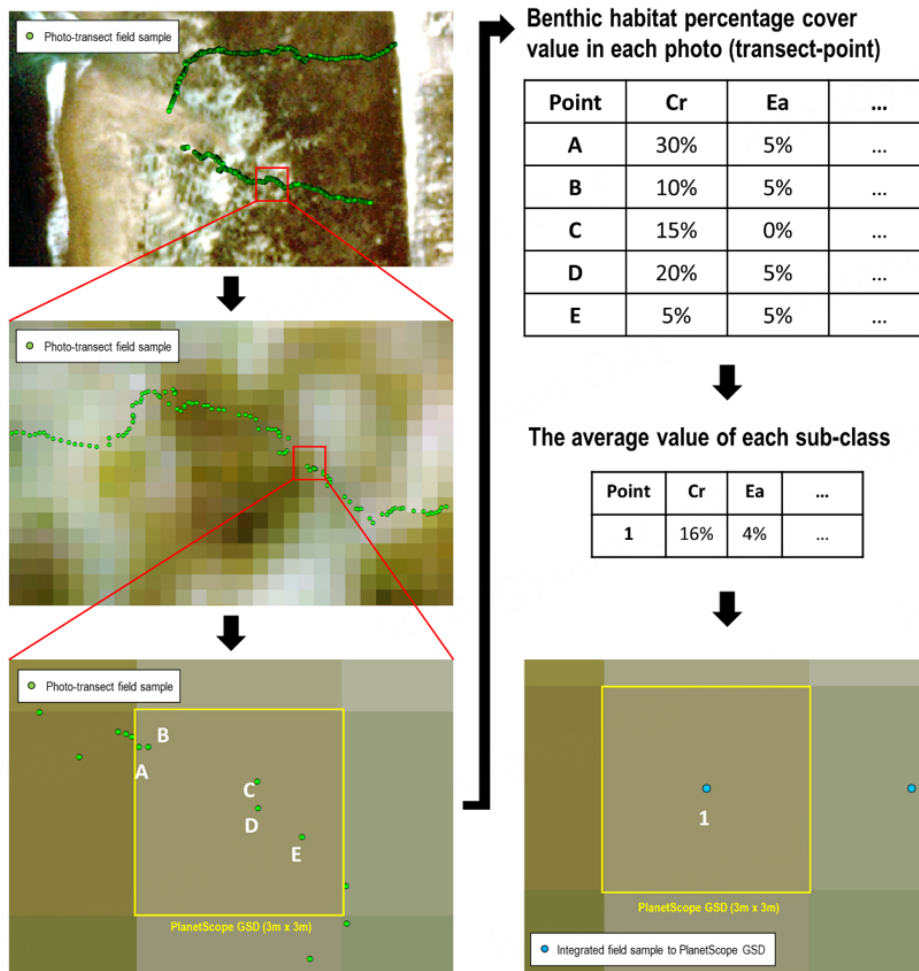 Photo-transect field sample
Photo-transect field sample
B
A
C
D
E
PlanetScope GSD (3m x 3m)
Photo-transect field sample
Benthic habitat percentage cover
value in each photo (transect-point)
Point Cr Ea ...
A 30% 5% ...
B 10% 5% ...
C 15% 0% ...
D 20% 5% ...
E 5% 5% ...
The average value of each sub-class
Point Cr Ea ...
1 16% 4% ...
1
PlanetScope GSD (3m x 3m)
Integrated field sample to PlanetScope GSD